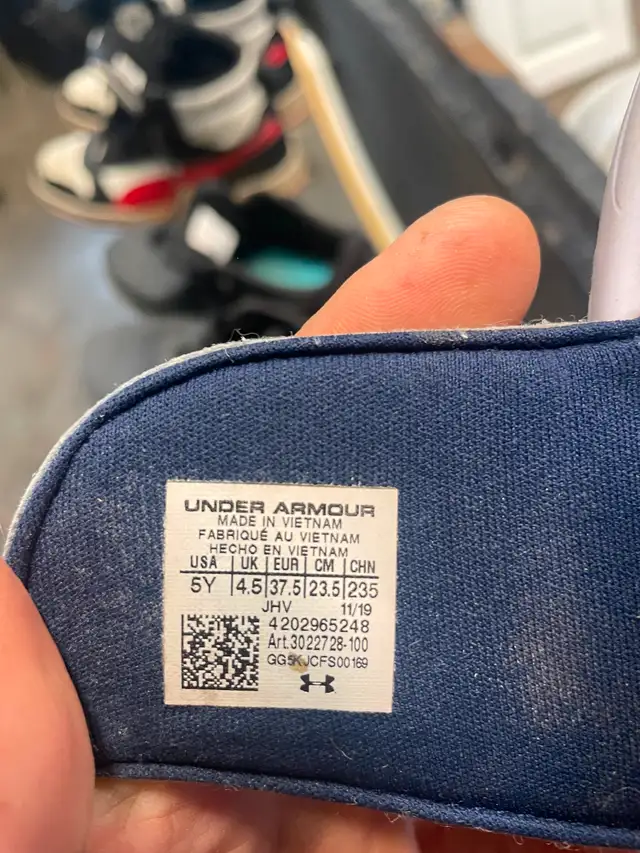 UNDER ARMOUR
MADE IN VIETNAM
FABRIQUÉ AU VIETNAM
HECHO EN VIETNAM
USA UK EUR CM CHN
5Y 4.5 37.5 23.5 235
JHV 11/19
4202965248
Art.3022728-100
GG5KJCFS00169